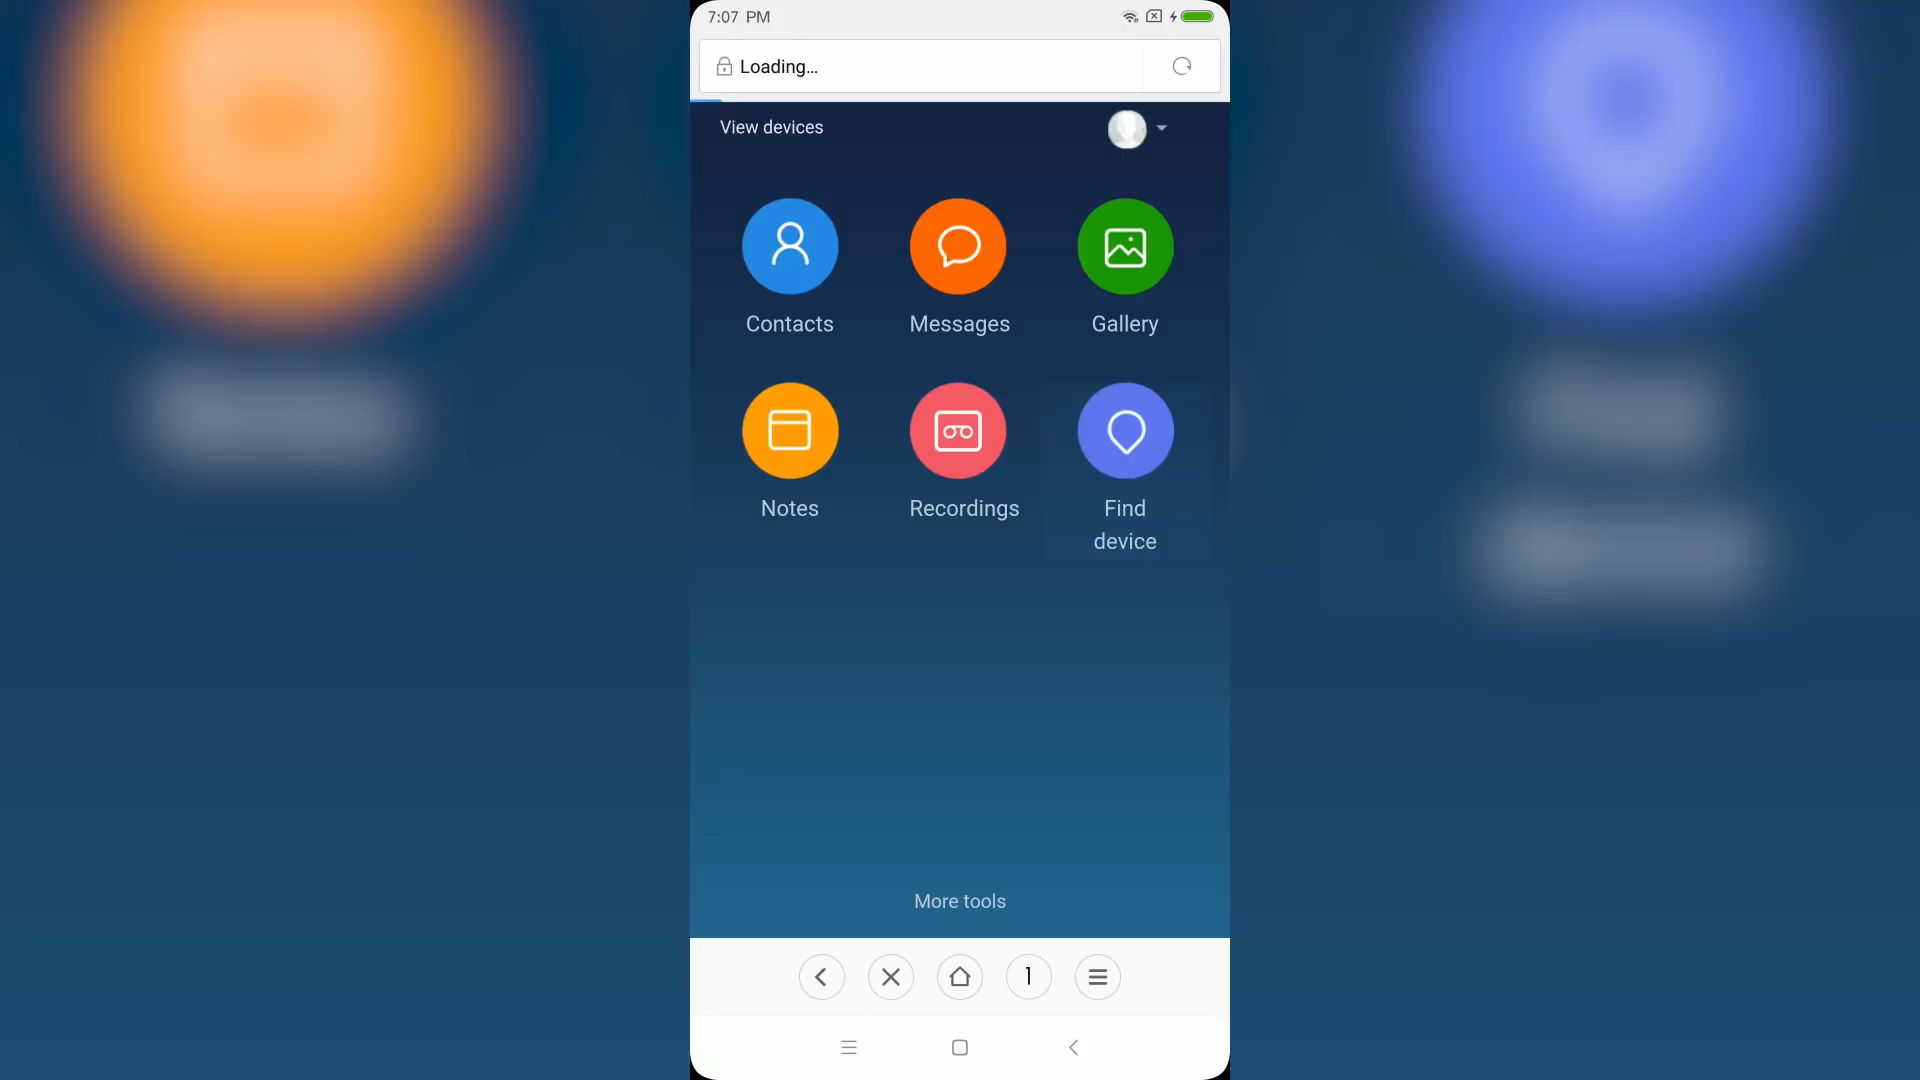 7:07 PM
Loading...
View devices
Contacts
Messages
Gallery
Notes
Recordings
Find
device
More tools
1